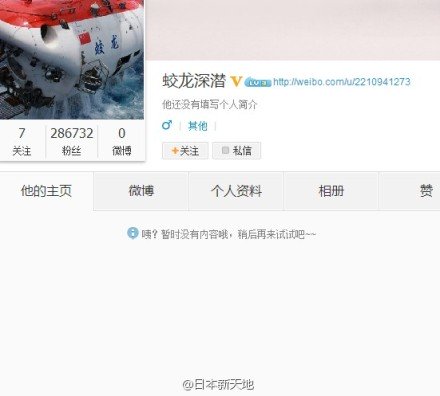 蛟龙
蛟龙深潜 http://weibo.com/u/2210941273
他还没有填写个人简介
其他
+关注 私信
7 286732 0
关注 粉丝 微博
他的主页 微博 个人资料 相册 赞
咦？暂时没有内容哦，稍后再来试试吧~~
@日本新天地